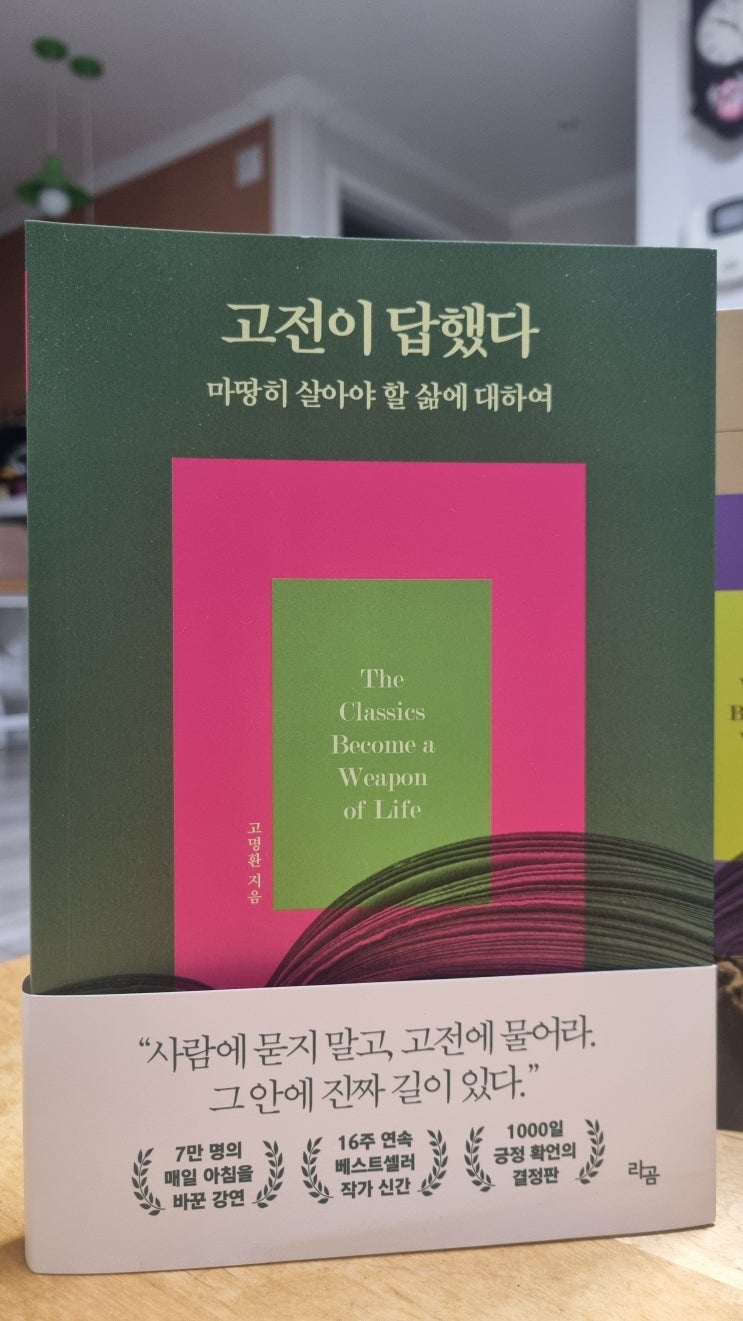 고전이 답했다
마땅히 살아야 할 삶에 대하여
The
Classics
Become a
Weapon
of Life
고명환 지음
“사람에 묻지 말고, 고전에 물어라.
그 안에 진짜 길이 있다.”
7만 명의
매일 아침을
바꾼 강연
16주 연속
베스트셀러
작가 신간
1000일
긍정 확언의
결정판
라곰